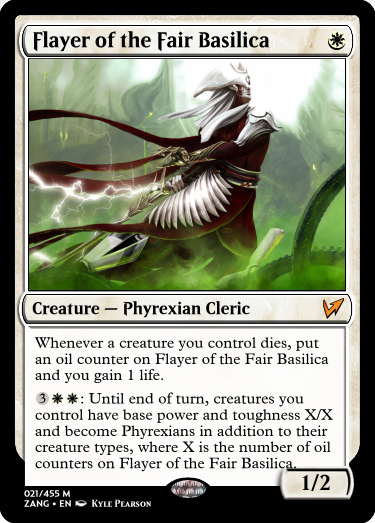 Flayer of the Fair Basilica
Creature — Phyrexian Cleric
Whenever a creature you control dies, put
an oil counter on Flayer of the Fair Basilica
and you gain 1 life.
3: Until end of turn, creatures you
control have base power and toughness X/X
and become Phyrexians in addition to their
creature types, where X is the number of oil
counters on Flayer of the Fair Basilica.
1/2
021/455 M
ZANG • EN Kyle Pearson